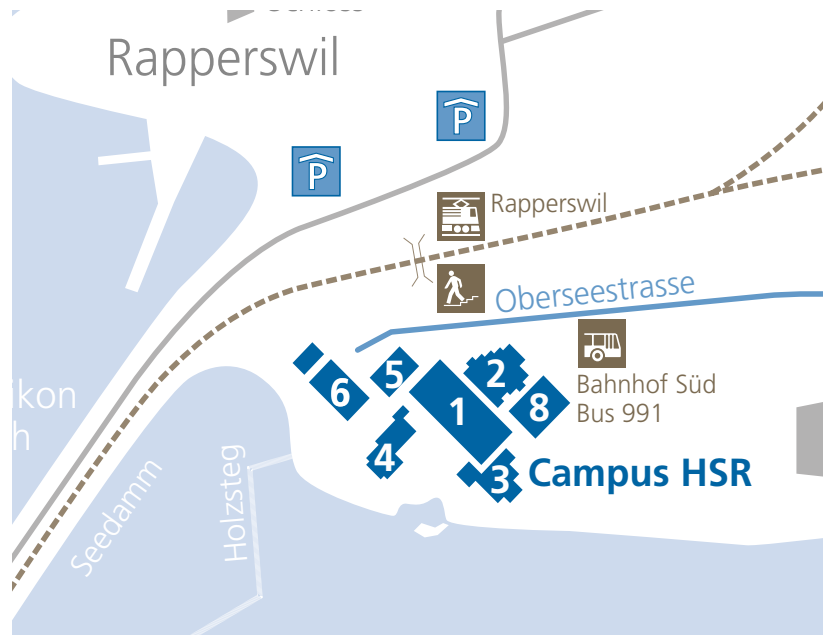 Rapperswil
P
P
Rapperswil
Oberseestrasse
Bahnhof Süd
Bus 991
1
2
3
4
5
6
8
Campus HSR
Seedamm
Holzsteg